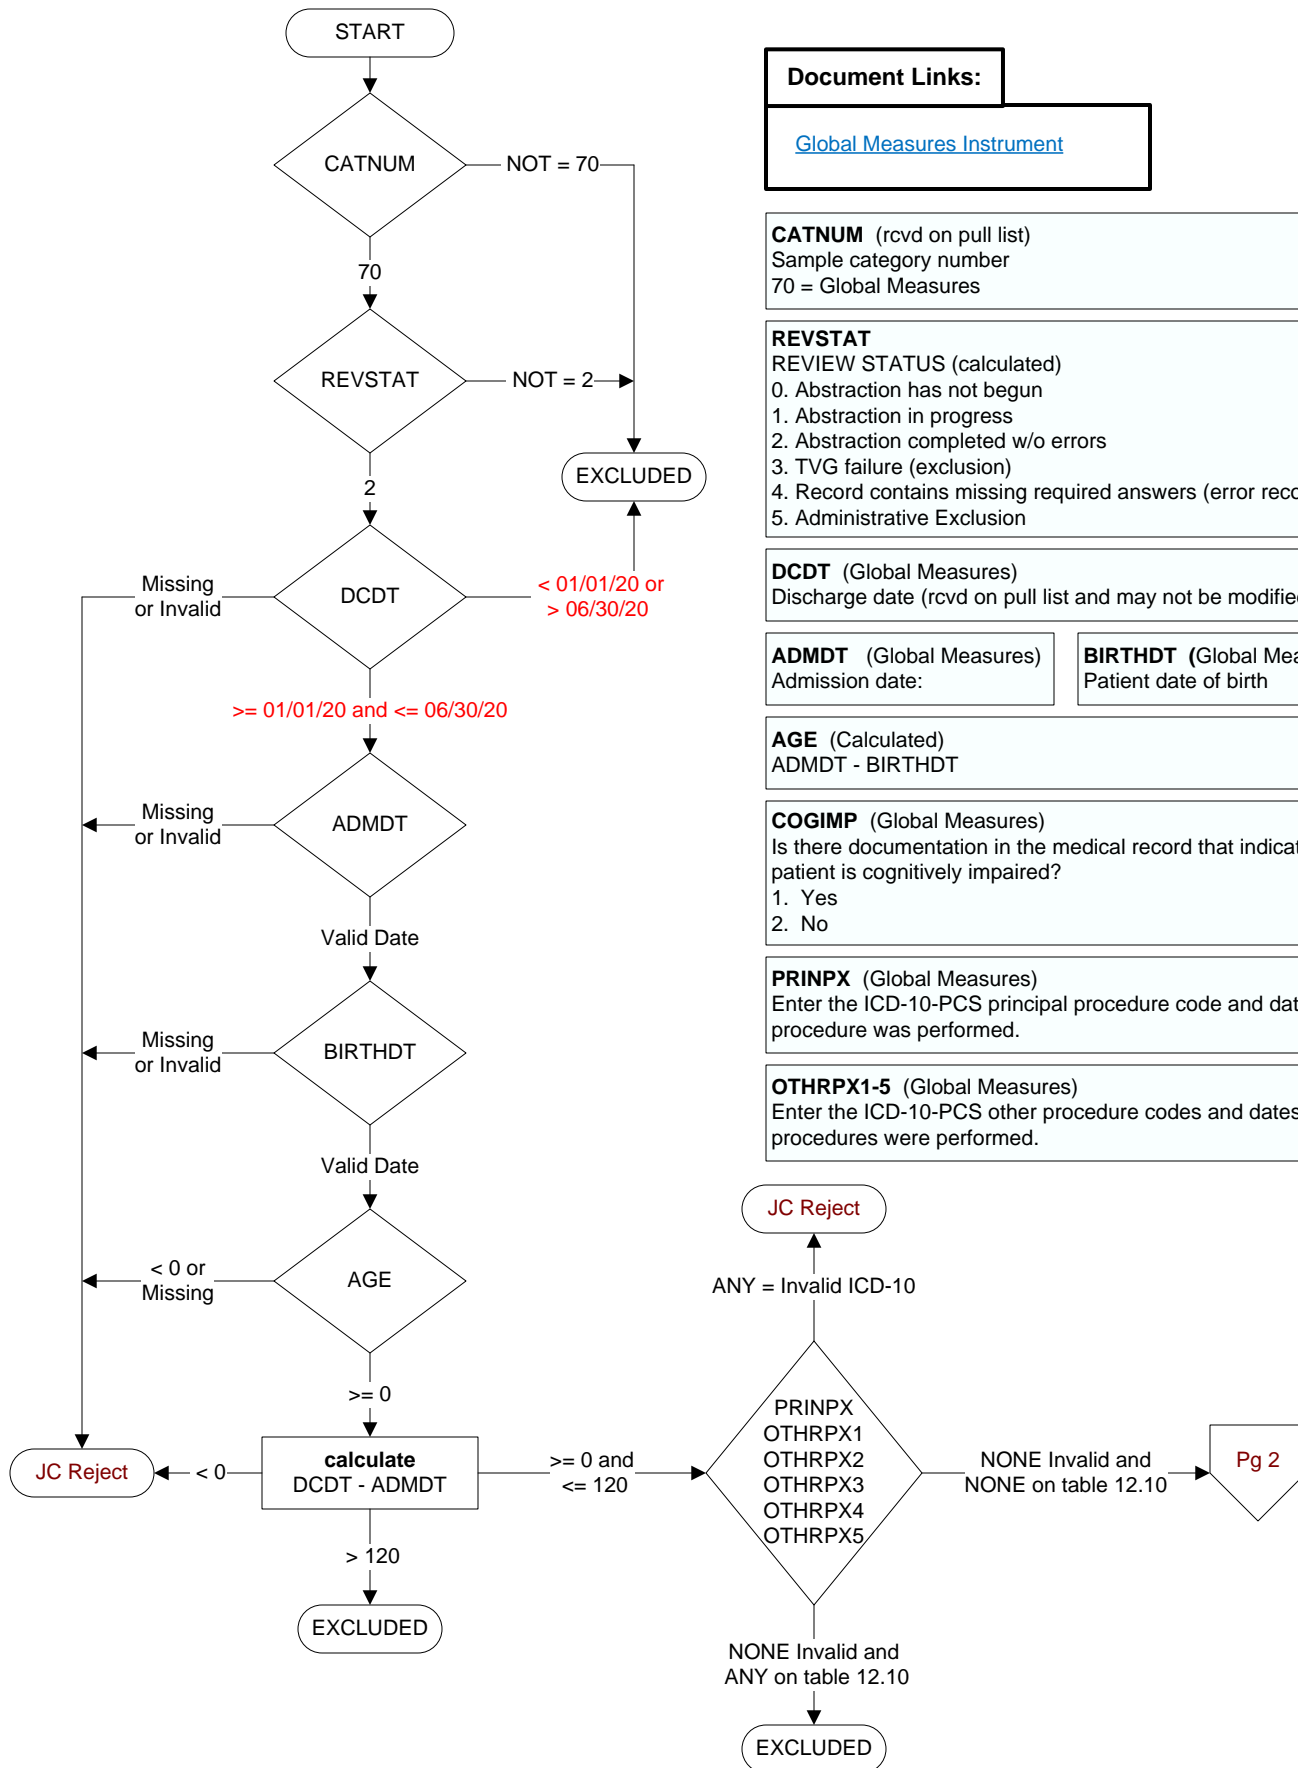 START
CATNUM
NOT = 70
70
REVSTAT
NOT = 2
EXCLUDED
2
DCDT
Missing
or Invalid
< 01/01/20 or
> 06/30/20
>= 01/01/20 and <= 06/30/20
ADMDT
Missing
or Invalid
Valid Date
BIRTHDT
Missing
or Invalid
Valid Date
AGE
< 0 or
Missing
>= 0
calculate
DCDT - ADMDT
< 0
JC Reject
> 120
EXCLUDED
>= 0 and
<= 120
JC Reject
ANY = Invalid ICD-10
PRINPX
OTHRPX1
OTHRPX2
OTHRPX3
OTHRPX4
OTHRPX5
NONE Invalid and
NONE on table 12.10
Pg 2
NONE Invalid and
ANY on table 12.10
EXCLUDED
Document Links:
Global Measures Instrument
CATNUM (rcvd on pull list)
Sample category number
70 = Global Measures
REVSTAT
REVIEW STATUS (calculated)
0. Abstraction has not begun
1. Abstraction in progress
2. Abstraction completed w/o errors
3. TVG failure (exclusion)
4. Record contains missing required answers (error reco
5. Administrative Exclusion
DCDT (Global Measures)
Discharge date (rcvd on pull list and may not be modifie
ADMDT (Global Measures)
Admission date:
BIRTHDT (Global Mea
Patient date of birth
AGE (Calculated)
ADMDT - BIRTHDT
COGIMP (Global Measures)
Is there documentation in the medical record that indicat
patient is cognitively impaired?
1. Yes
2. No
PRINPX (Global Measures)
Enter the ICD-10-PCS principal procedure code and dat
procedure was performed.
OTHRPX1-5 (Global Measures)
Enter the ICD-10-PCS other procedure codes and dates
procedures were performed.